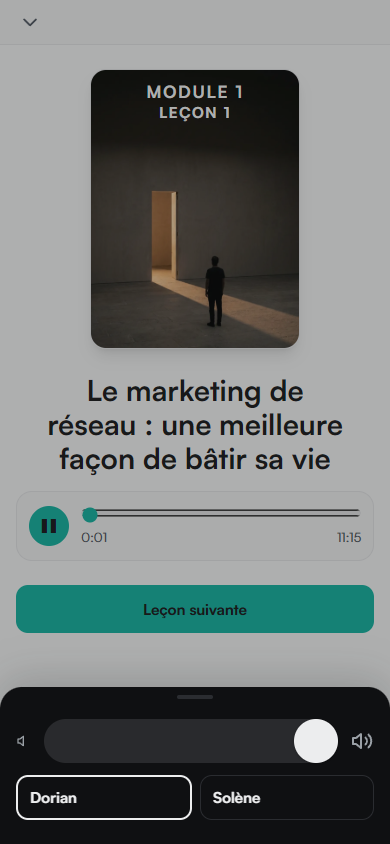 MODULE 1
LEÇON 1
Le marketing de
réseau : une meilleure
façon de bâtir sa vie
0:01
11:15
Leçon suivante
Dorian
Solène